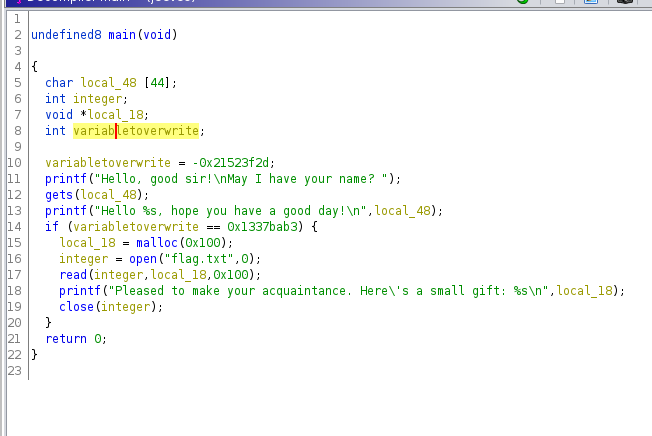 1
2 undefined8 main(void)
3
4 {
5 char local_48 [44];
6 int integer;
7 void *local_18;
8 int variabletoverwrite;
9
10 variabletoverwrite = -0x21523f2d;
11 printf("Hello, good sir!\nMay I have your name? ");
12 gets(local_48);
13 printf("Hello %s, hope you have a good day!\n",local_48);
14 if (variabletoverwrite == 0x1337bab3) {
15 local_18 = malloc(0x100);
16 integer = open("flag.txt",0);
17 read(integer,local_18,0x100);
18 printf("Pleased to make your acquaintance. Here\'s a small gift: %s\n",local_18);
19 close(integer);
20 }
21 return 0;
22 }
23